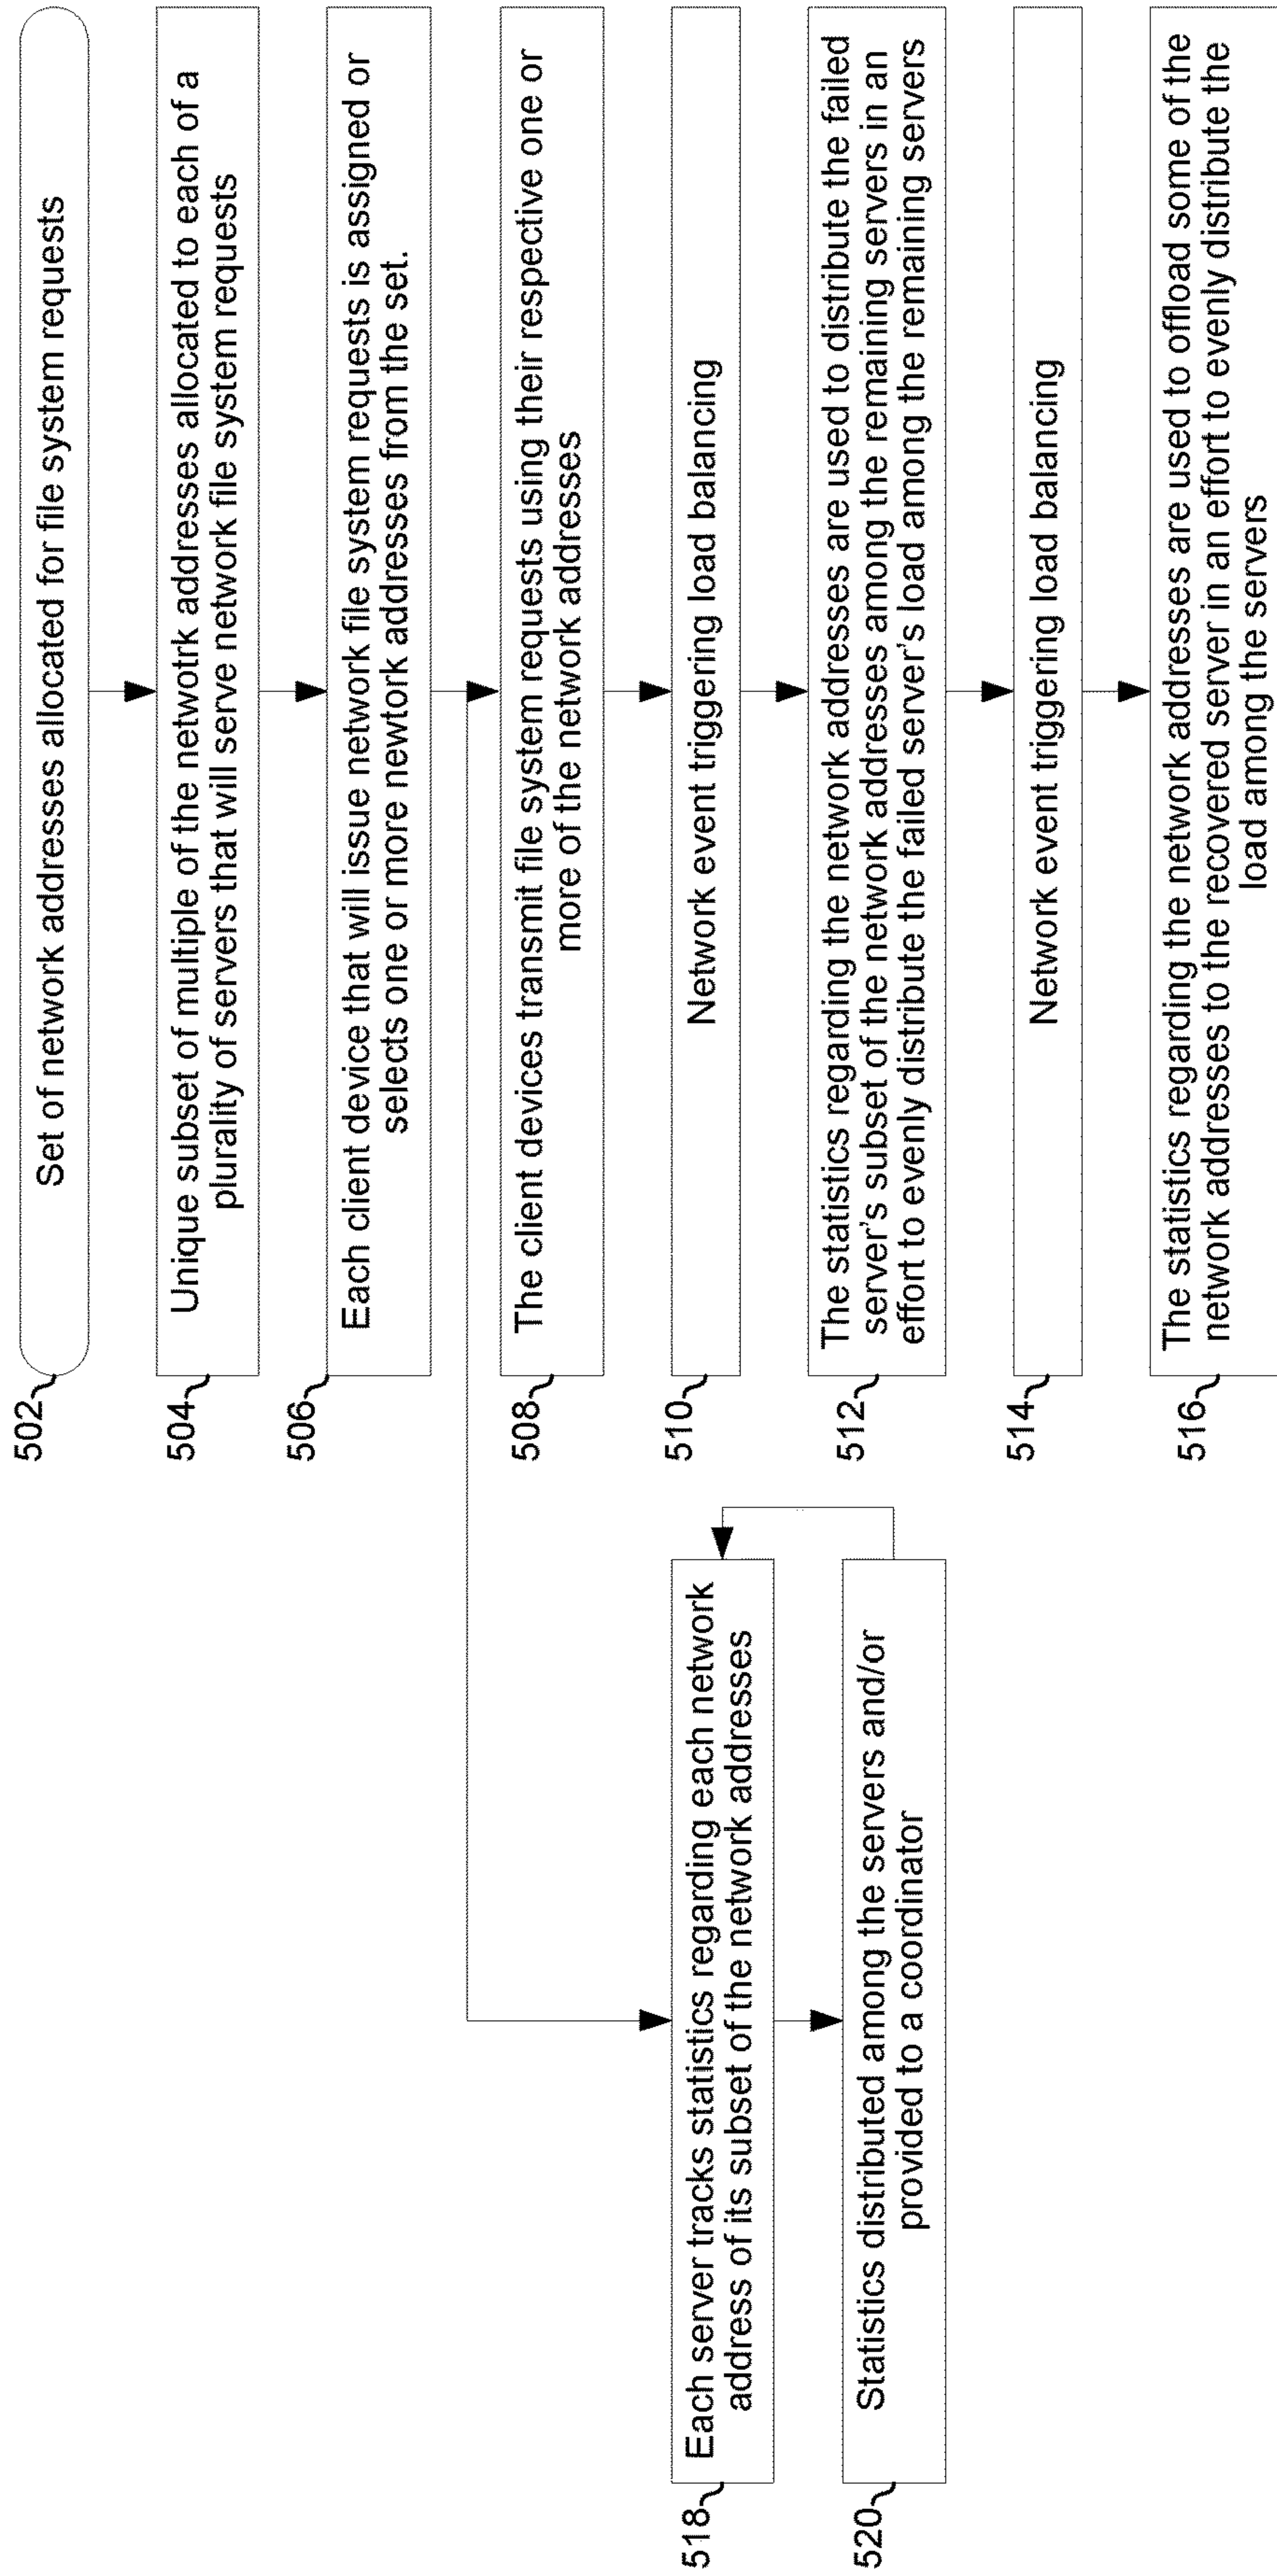 502
Set of network addresses allocated for file system requests
504
Unique subset of multiple of the netwotrk addresses allocated to each of a
plurality of servers that will serve network file system requests
506
Each client device that will issue network file system requests is assigned or
selects one or more newtork addresses from the set.
508
The client devices transmit file system requests using their respective one or
more of the network addresses
510
Network event triggering load balancing
512
The statistics regarding the network addresses are used to distribute the failed
server's subset of the network addresses among the remaining servers in an
effort to evenly distribute the failed server's load among the remaining servers
514
Network event triggering load balancing
516
The statistics regarding the network addresses are used to offload some of the
network addresses to the recovered server in an effort to evenly distribute the
load among the servers
518
Each server tracks statistics regarding each network
address of its subset of the network addresses
520
Statistics distributed among the servers and/or
provided to a coordinator